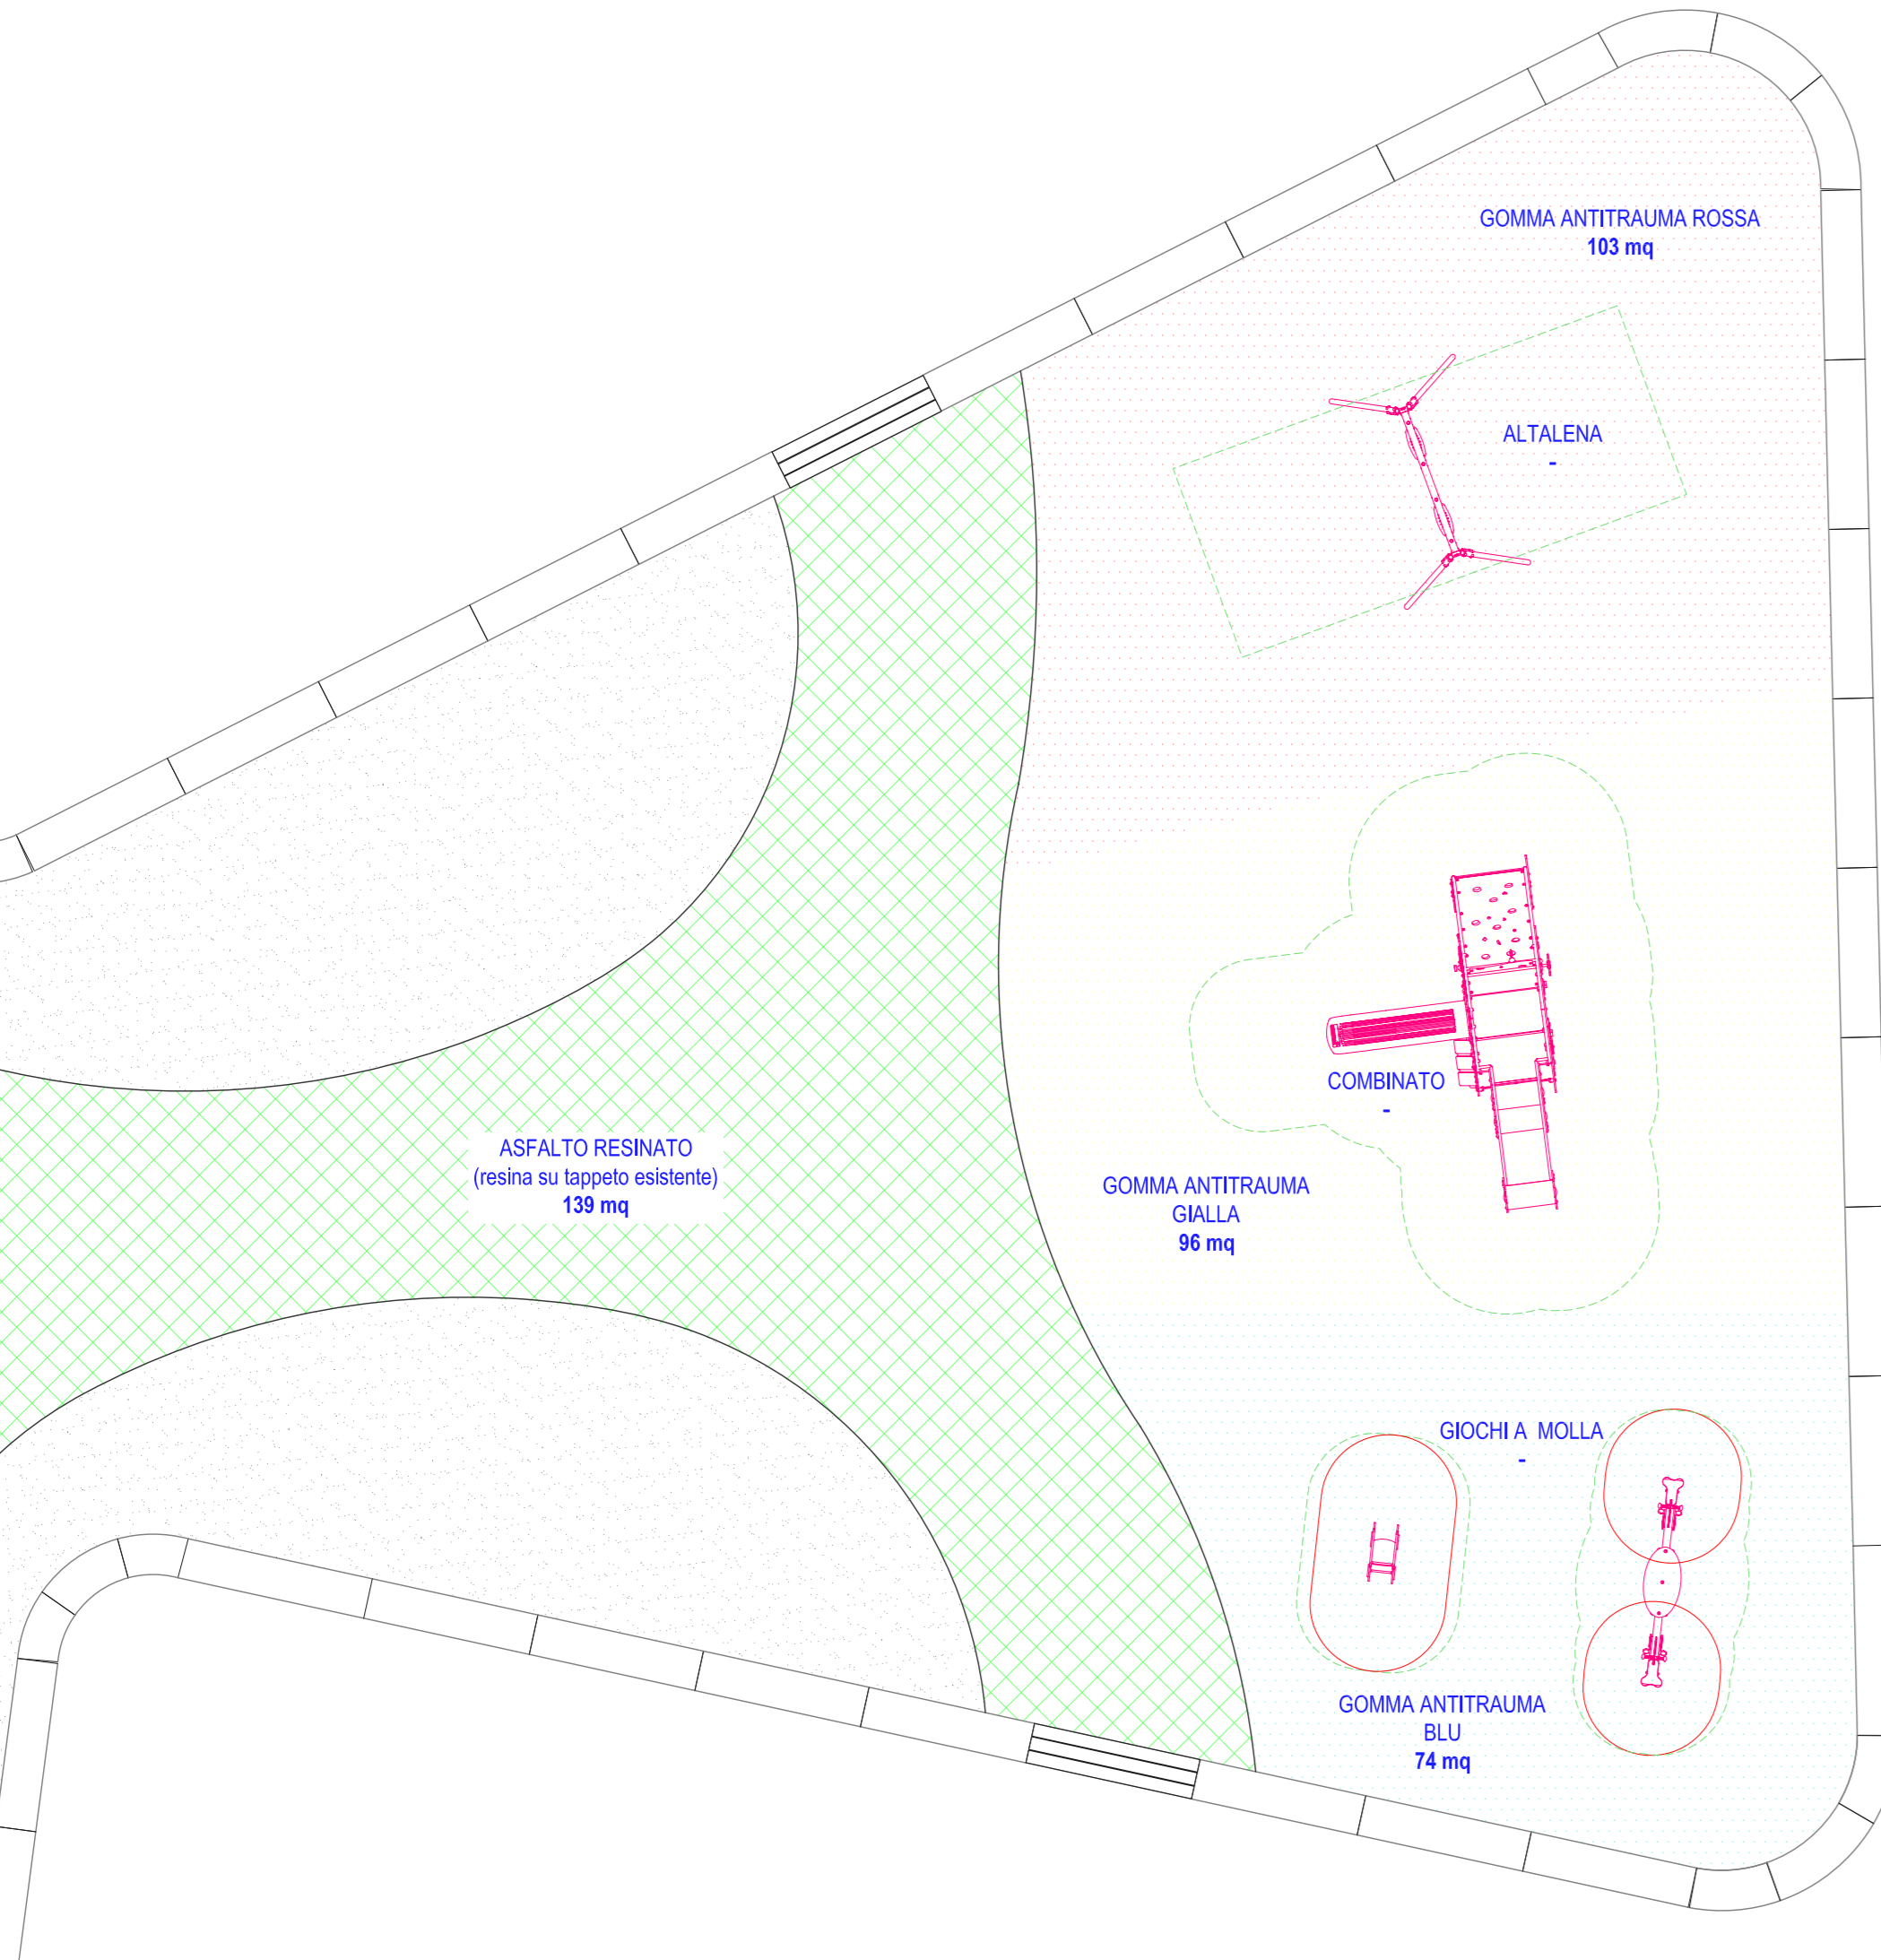 GOMMA ANTITRAUMA ROSSA
103 mq
ALTALENA
-
COMBINATO
-
ASFALTO RESINATO
(resina su tappeto esistente)
139 mq
GOMMA ANTITRAUMA
GIALLA
96 mq
GIOCHI A MOLLA
-
GOMMA ANTITRAUMA
BLU
74 mq